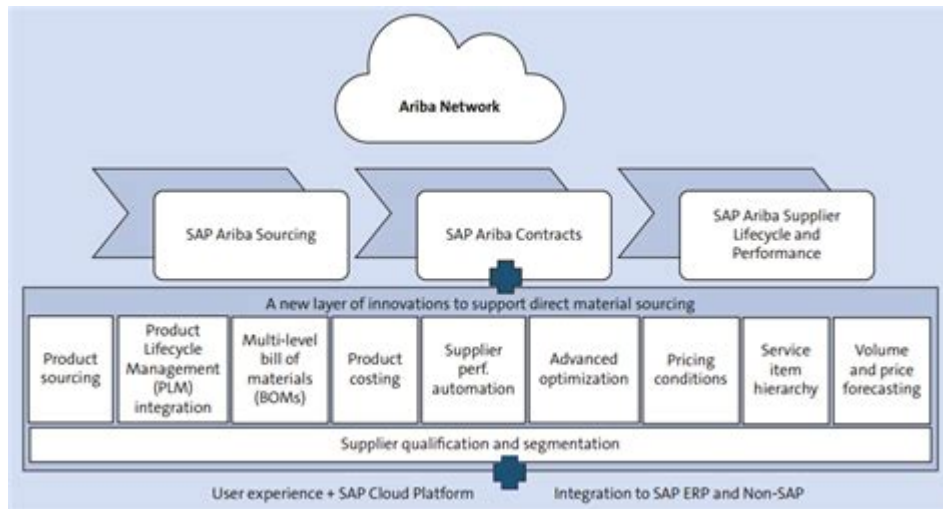 Ariba Network
SAP Ariba Sourcing
SAP Ariba Contracts
SAP Ariba Supplier
Lifecycle and
Performance
A new layer of innovations to support direct material sourcing
Product
sourcing
Product
Lifecycle
Management
(PLM)
integration
Multi-level
bill of
materials
(BOMs)
Product
costing
Supplier
perf.
automation
Advanced
optimization
Pricing
conditions
Service
item
hierarchy
Volume
and price
forecasting
Supplier qualification and segmentation
User experience + SAP Cloud Platform
Integration to SAP ERP and Non-SAP